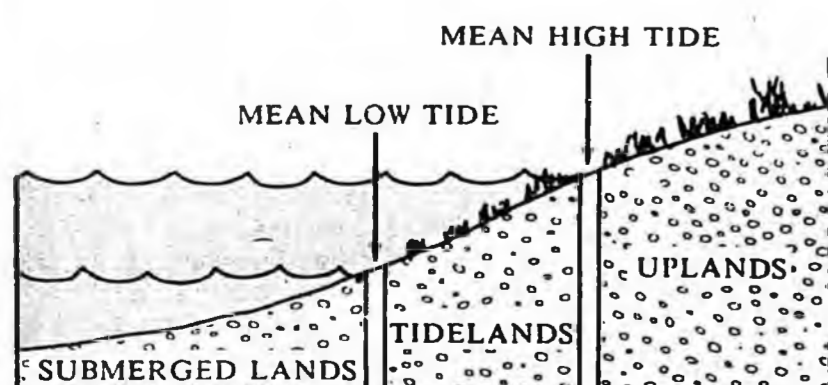 MEAN HIGH TIDE
MEAN LOW TIDE
UPLANDS
TIDELANDS
SUBMERGED LANDS